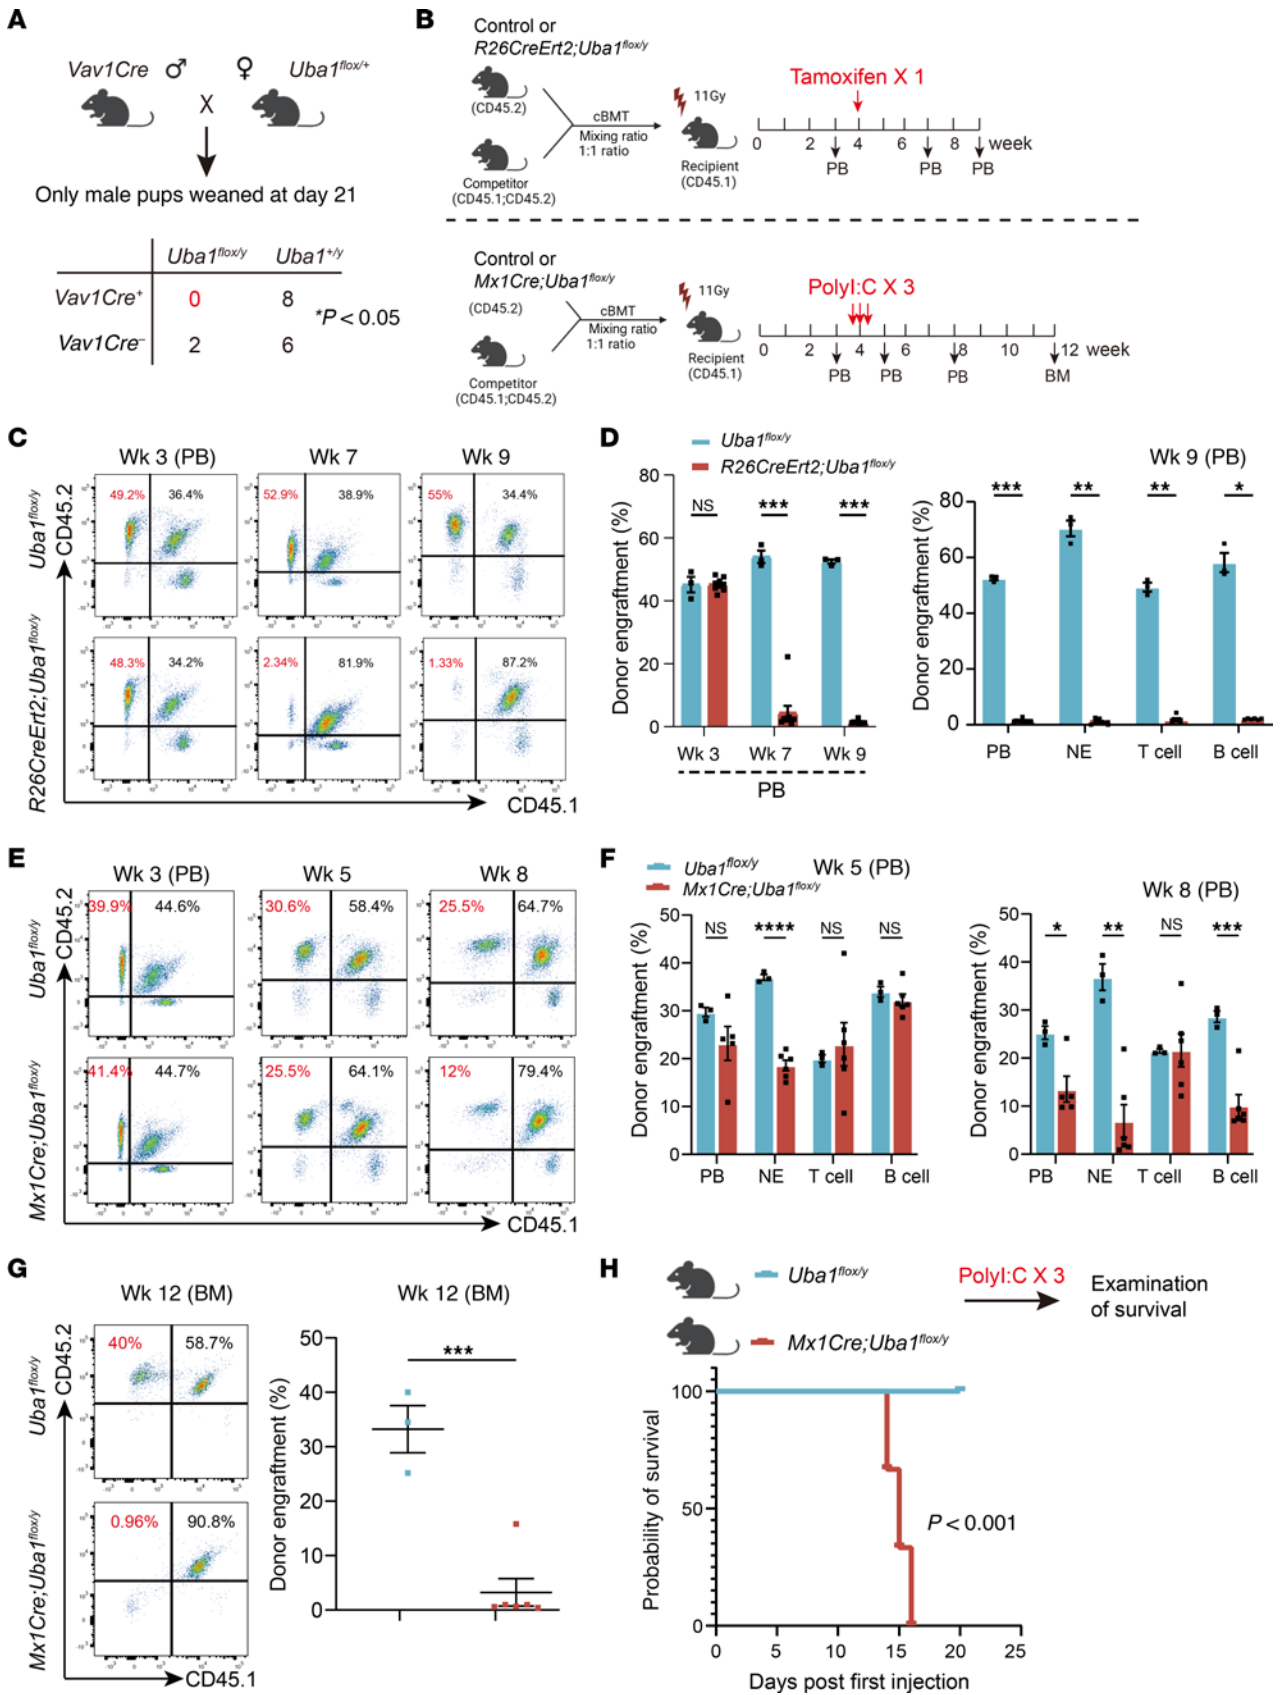 A
Vav1Cre ♂ ♀ Uba1flox/+
X
Only male pups weaned at day 21
Uba1flox/y Uba1+/y
Vav1Cre+ 0 8
*P < 0.05
Vav1Cre– 2 6
B
Control or
R26CreErt2;Uba1flox/y
(CD45.2)
cBMT
Mixing ratio
1:1 ratio
Competitor
(CD45.1;CD45.2)
11Gy
Recipient
(CD45.1)
Tamoxifen X 1
0 2 4 6 8 week
PB PB PB
Control or
Mx1Cre;Uba1flox/y
(CD45.2)
cBMT
Mixing ratio
1:1 ratio
Competitor
(CD45.1;CD45.2)
11Gy
Recipient
(CD45.1)
PolyI:C X 3
0 2 4 6 8 10 12 week
PB PB PB BM
C
Wk 3 (PB) Wk 7 Wk 9
Uba1flox/y
CD45.2
49.2% 36.4% 52.9% 38.9% 55% 34.4%
R26CreErt2;Uba1flox/y
48.3% 34.2% 2.34% 81.9% 1.33% 87.2%
CD45.1
D
Uba1flox/y
R26CreErt2;Uba1flox/y
Donor engraftment (%)
80
60
40
20
0
NS *** ***
Wk 3 Wk 7 Wk 9
PB
Wk 9 (PB)
Donor engraftment (%)
80
60
40
20
0
*** ** ** *
PB NE T cell B cell
E
Wk 3 (PB) Wk 5 Wk 8
Uba1flox/y
CD45.2
39.9% 44.6% 30.6% 58.4% 25.5% 64.7%
Mx1Cre;Uba1flox/y
41.4% 44.7% 25.5% 64.1% 12% 79.4%
CD45.1
F
Uba1flox/y
Mx1Cre;Uba1flox/y
Wk 5 (PB)
Donor engraftment (%)
50
40
30
20
10
0
NS **** NS NS
PB NE T cell B cell
Wk 8 (PB)
Donor engraftment (%)
50
40
30
20
10
0
* ** NS ***
PB NE T cell B cell
G
Wk 12 (BM)
Uba1flox/y
CD45.2
40% 58.7%
Mx1Cre;Uba1flox/y
0.96% 90.8%
CD45.1
Wk 12 (BM)
Donor engraftment (%)
50
40
30
20
10
0
***
H
Uba1flox/y
Mx1Cre;Uba1flox/y
PolyI:C X 3
Examination
of survival
Probability of survival
100
50
0
P < 0.001
0 5 10 15 20 25
Days post first injection